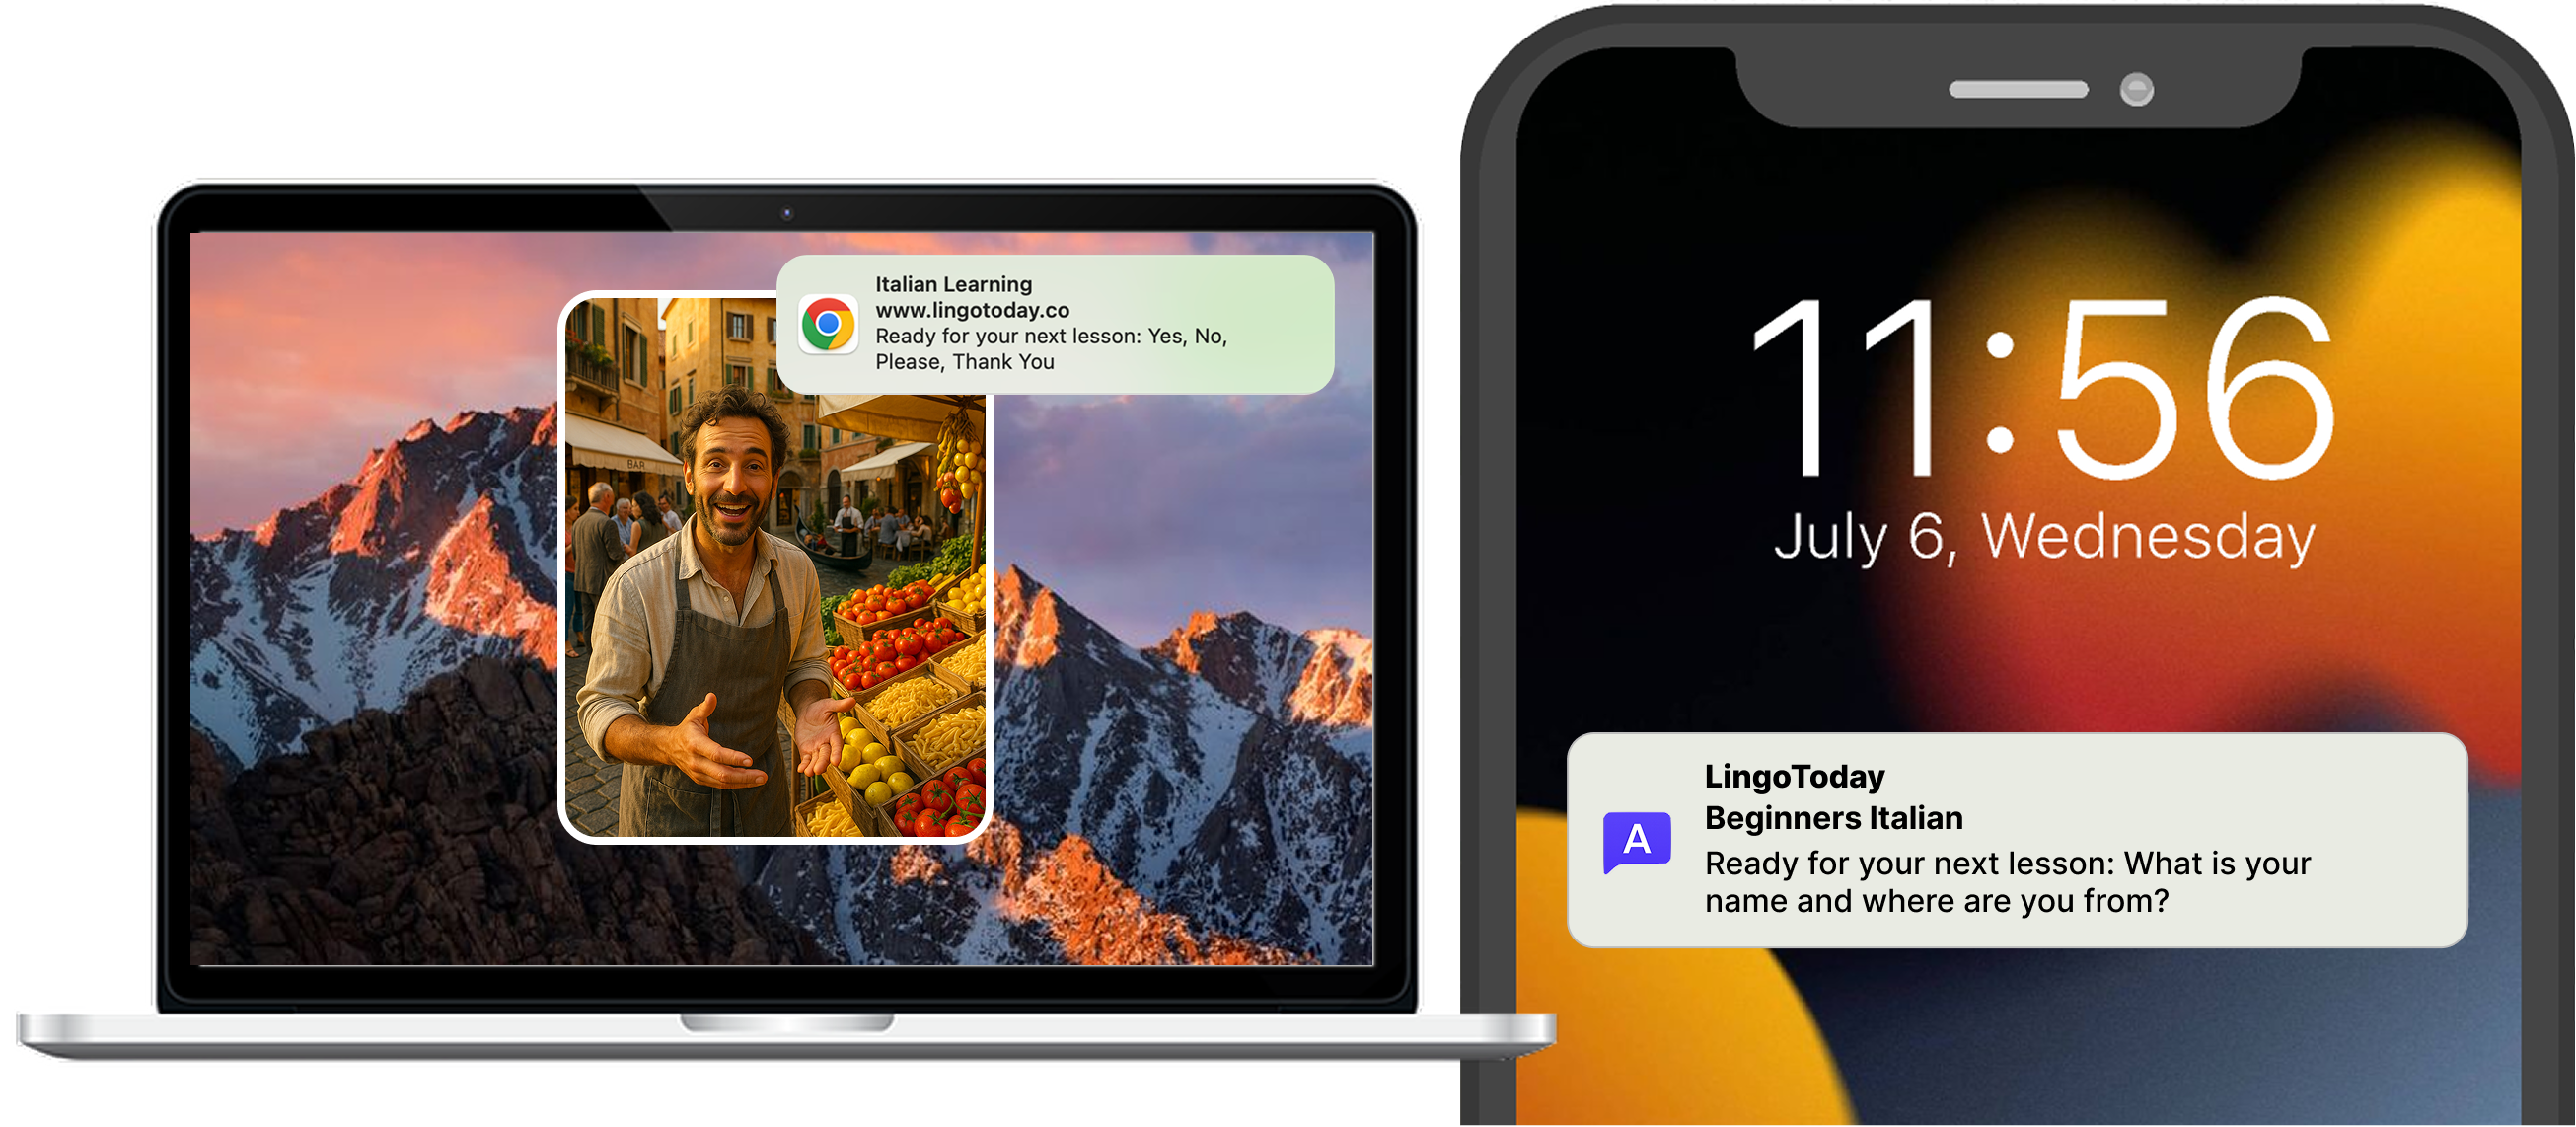 Italian Learning
www.lingotoday.co
Ready for your next lesson: Yes, No,
Please, Thank You
BAR
11:56
July 6, Wednesday
LingoToday
Beginners Italian
A
Ready for your next lesson: What is your
name and where are you from?